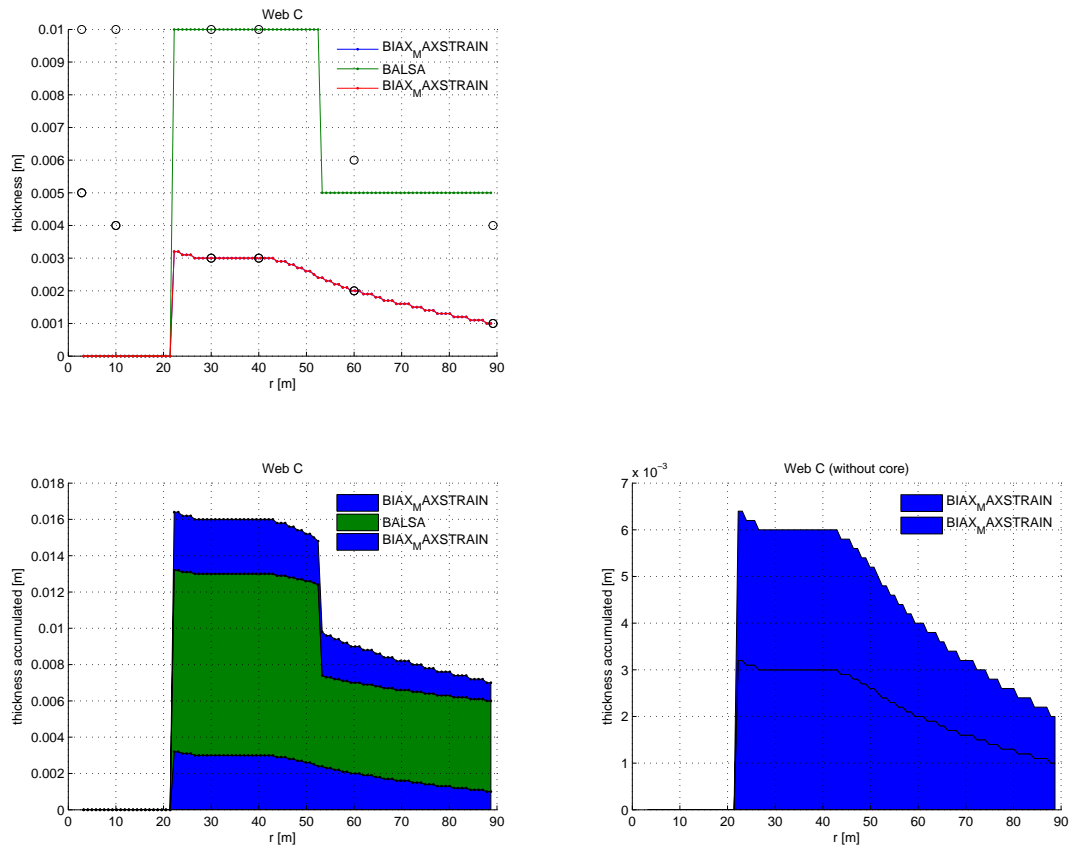 Web C
0.01
0.009
0.008
0.007
0.006
0.005
0.004
0.003
0.002
0.001
0
thickness [m]
BIAX_MAXSTRAIN
BALSA
BIAX_MAXSTRAIN
0 10 20 30 40 50 60 70 80 90
r [m]
Web C
0.018
0.016
0.014
0.012
0.01
0.008
0.006
0.004
0.002
0
thickness accumulated [m]
BIAX_MAXSTRAIN
BALSA
BIAX_MAXSTRAIN
0 10 20 30 40 50 60 70 80 90
r [m]
Web C (without core)
x 10^−3
7
6
5
4
3
2
1
0
thickness accumulated [m]
BIAX_MAXSTRAIN
BIAX_MAXSTRAIN
0 10 20 30 40 50 60 70 80 90
r [m]